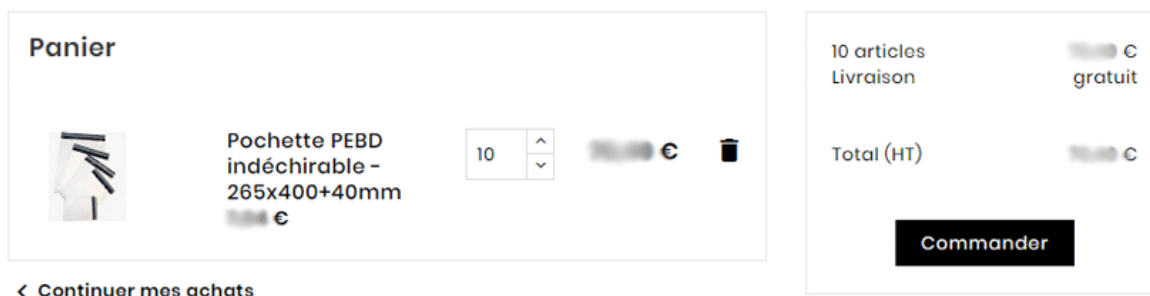 Panier
Pochette PEBD
indéchirable -
265x400+40mm
€
10
€
< Continuer mes achats
10 articles €
Livraison gratuit
Total (HT) €
Commander